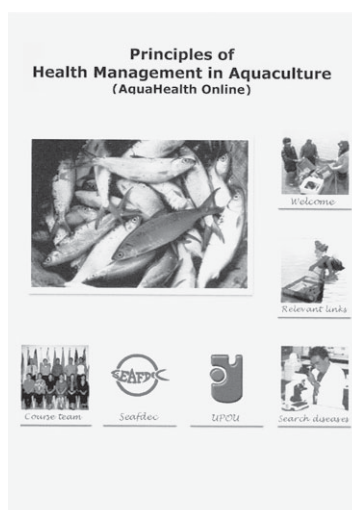 Principles of
Health Management in Aquaculture
(AquaHealth Online)
Welcome
Relevant links
SEAFDEC
Course team
Seafdec
UPOU
Search diseases